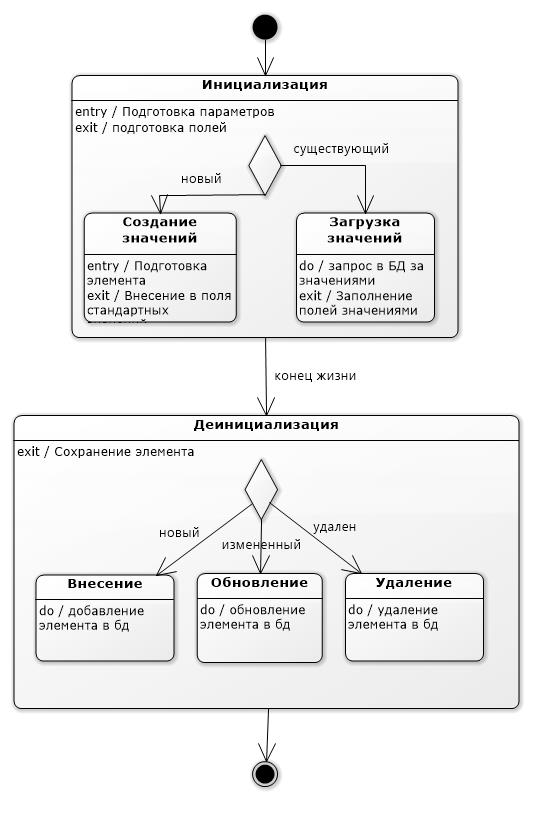 Инициализация
entry / Подготовка параметров
exit / подготовка полей
существующий
новый
Создание
значений
entry / Подготовка
элемента
exit / Внесение в поля
стандартных
Загрузка
значений
do / запрос в БД за
значениями
exit / Заполнение
полей значениями
конец жизни
Деинициализация
exit / Сохранение элемента
новый
измененный
удален
Внесение
do / добавление
элемента в бд
Обновление
do / обновление
элемента в бд
Удаление
do / удаление
элемента в бд